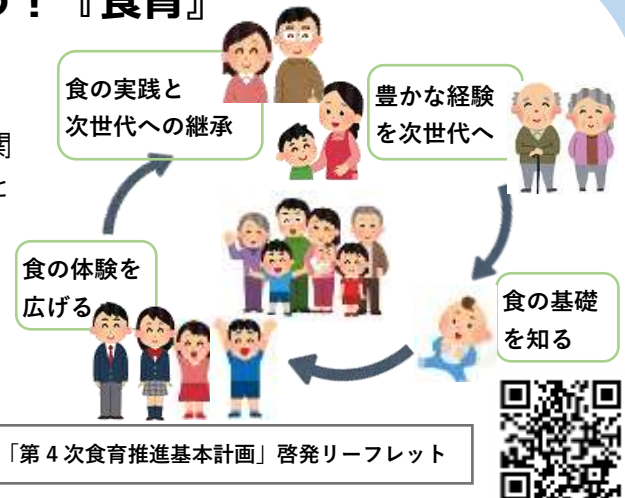 ！『食育』
食の実践と
次世代への継承
豊かな経験
を次世代へ
関
と
食の体験を
広げる
食の基礎
を知る
「第４次食育推進基本計画」啓発リーフレット